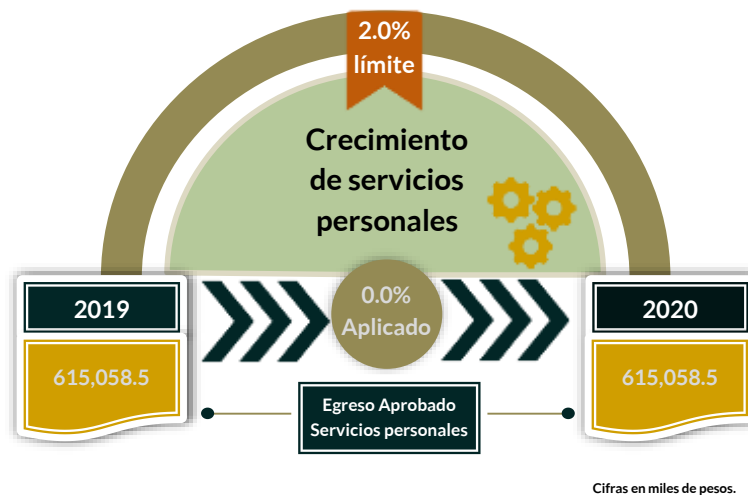 2.0%
límite
Crecimiento
de servicios
personales
2019
0.0%
Aplicado
2020
615,058.5
615,058.5
Egreso Aprobado
Servicios personales
Cifras en miles de pesos.